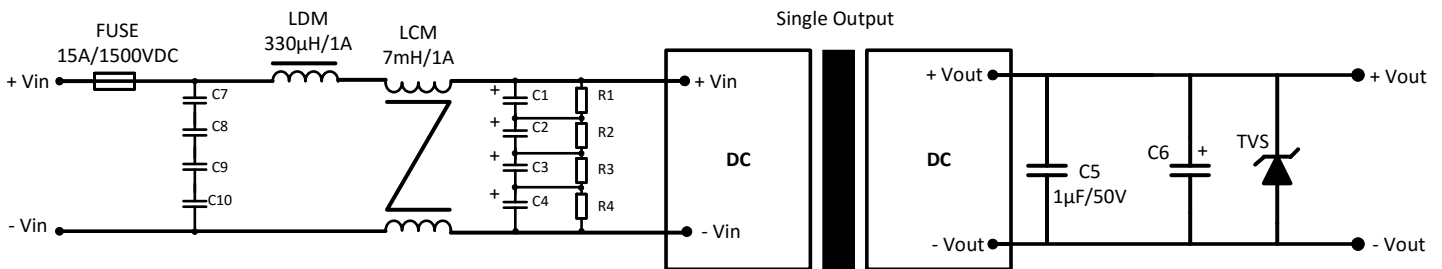 Single Output
LDM
330µH/1A
LCM
7mH/1A
FUSE
15A/1500VDC
+ Vin
C7
C8
C9
C10
- Vin
+
C1
R1
+
C2
R2
+
C3
R3
+
C4
R4
+ Vin
DC
- Vin
+ Vout
DC
- Vout
C5
1µF/50V
C6
+
TVS
+ Vout
- Vout